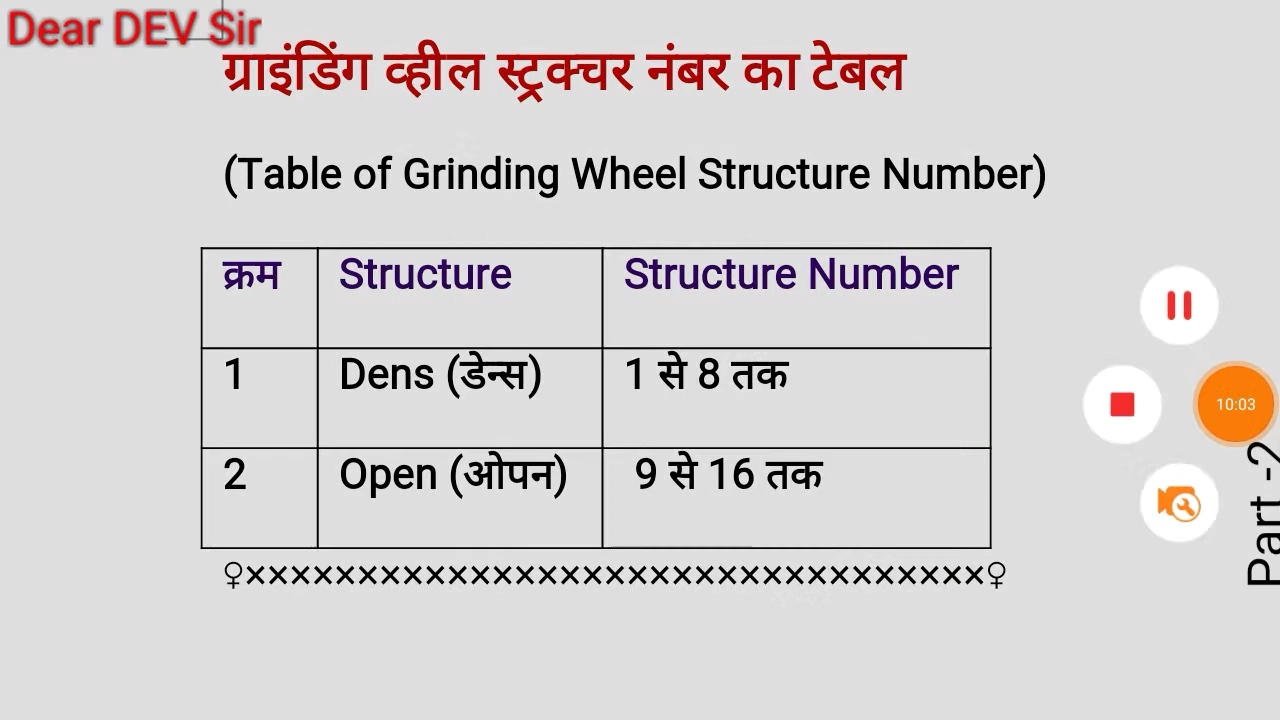 Dear DEV Sir
ग्राइंडिंग व्हील स्ट्रक्चर नंबर का टेबल
(Table of Grinding Wheel Structure Number)
क्रम Structure Structure Number
1 Dens (डेन्स) 1 से 8 तक
2 Open (ओपन) 9 से 16 तक
♀×××××××××××××××××××××××××××××××××♀
10:03
Part -2